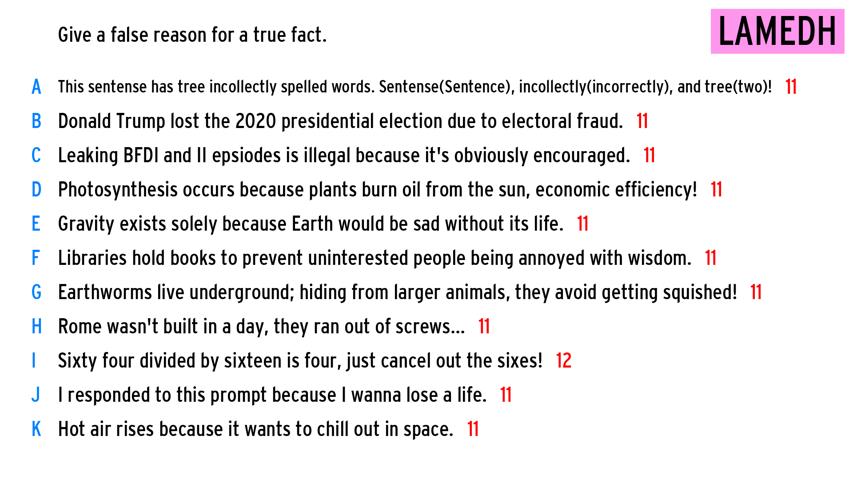 Give a false reason for a true fact.
LAMEDH
A This sentense has tree incollectly spelled words. Sentense(Sentence), incollectly(incorrectly), and tree(two)! 11
B Donald Trump lost the 2020 presidential election due to electoral fraud. 11
C Leaking BFDI and II epsiodes is illegal because it's obviously encouraged. 11
D Photosynthesis occurs because plants burn oil from the sun, economic efficiency! 11
E Gravity exists solely because Earth would be sad without its life. 11
F Libraries hold books to prevent uninterested people being annoyed with wisdom. 11
G Earthworms live underground; hiding from larger animals, they avoid getting squished! 11
H Rome wasn't built in a day, they ran out of screws... 11
I Sixty four divided by sixteen is four, just cancel out the sixes! 12
J I responded to this prompt because I wanna lose a life. 11
K Hot air rises because it wants to chill out in space. 11